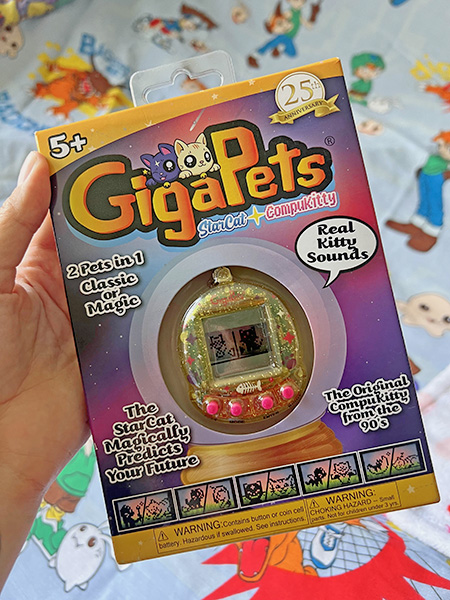 25th
ANNIVERSARY
5+
GigaPets®
StarCat CompuKitty
Real
Kitty
Sounds
2 Pets in 1
Classic
or
Magic
The
StarCat
Magically
Predicts
Your Future
The Original
CompuKitty
from the
90's
WARNING: Contains button or coin cell
battery. Hazardous if swallowed. See instructions.
WARNING:
CHOKING HAZARD — Small
parts. Not for children under 3 yrs.